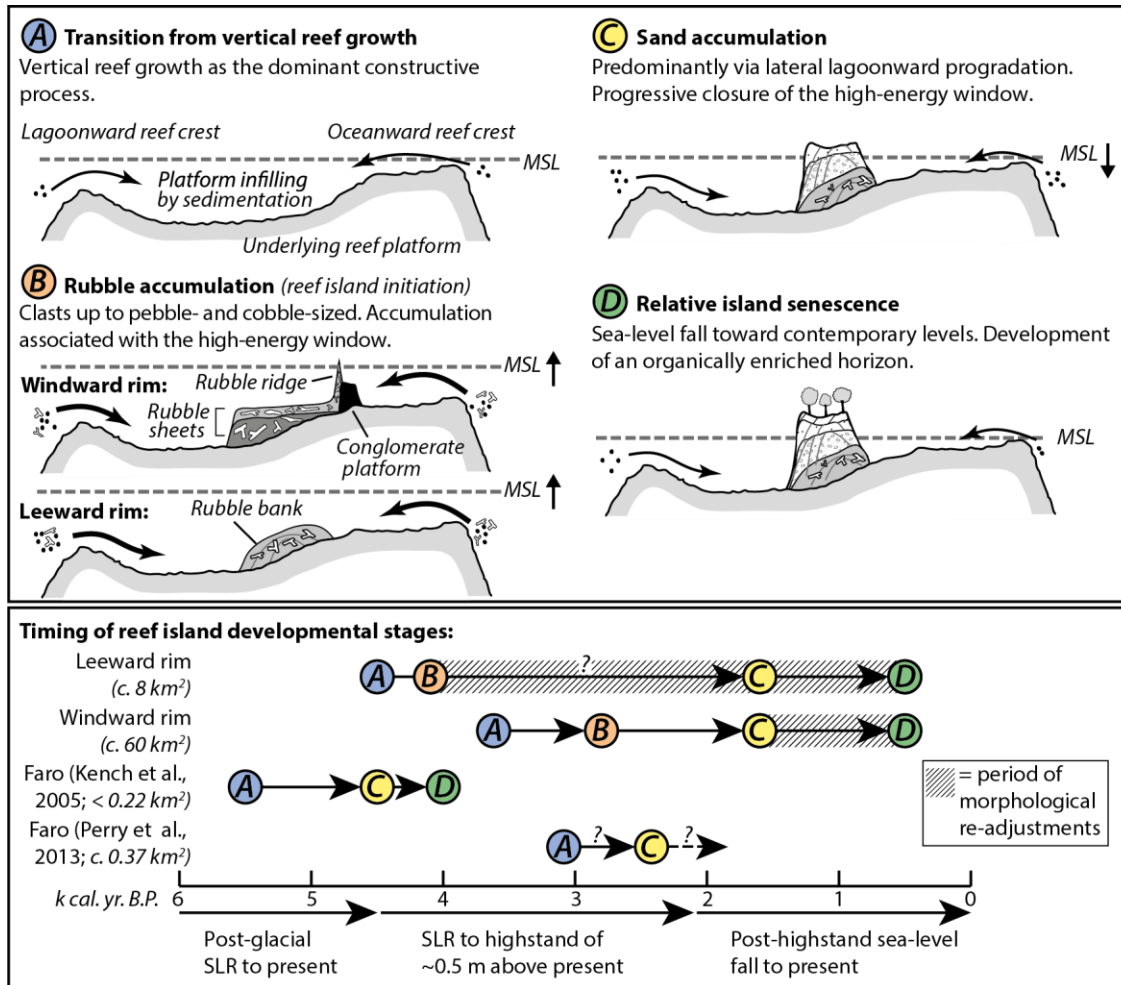 A Transition from vertical reef growth
Vertical reef growth as the dominant constructive
process.
Lagoonward reef crest
Oceanward reef crest
MSL
Platform infilling
by sedimentation
Underlying reef platform
B Rubble accumulation (reef island initiation)
Clasts up to pebble- and cobble-sized. Accumulation
associated with the high-energy window.
MSL
Windward rim:
Rubble ridge
Rubble
sheets
Conglomerate
platform
MSL
Leeward rim:
Rubble bank
C Sand accumulation
Predominantly via lateral lagoonward progradation.
Progressive closure of the high-energy window.
MSL
D Relative island senescence
Sea-level fall toward contemporary levels. Development
of an organically enriched horizon.
MSL
Timing of reef island developmental stages:
Leeward rim
(c. 8 km²)
A B ? C D
Windward rim
(c. 60 km²)
A B C D
Faro (Kench et al.,
2005; < 0.22 km²)
A C D
Faro (Perry et al.,
2013; c. 0.37 km²)
A ? C ?
= period of
morphological
re-adjustments
k cal. yr. B.P. 6 5 4 3 2 1 0
Post-glacial
SLR to present
SLR to highstand of
~0.5 m above present
Post-highstand sea-level
fall to present